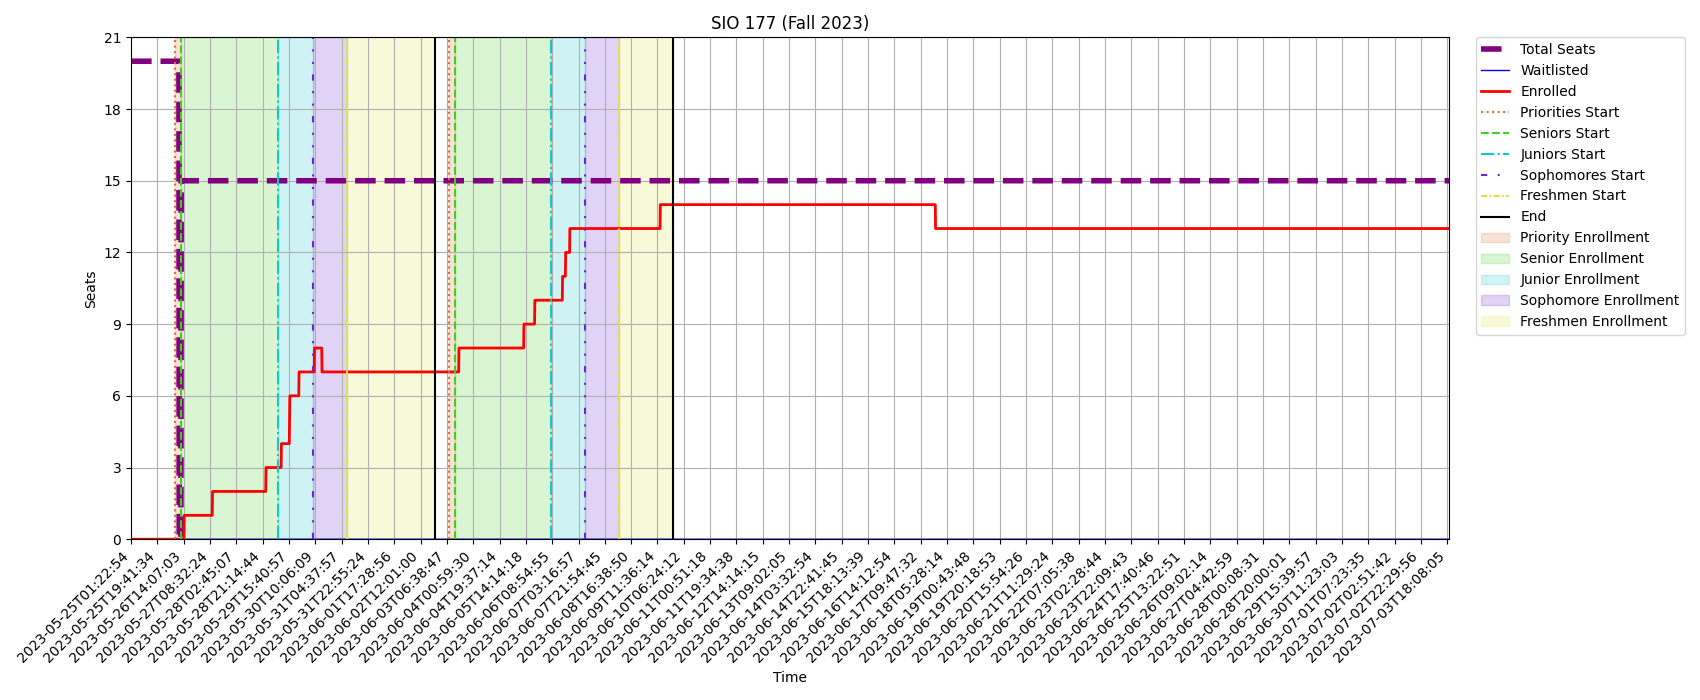 SIO 177 (Fall 2023)
21
18
15
12
9
6
3
0
Seats
2023-05-25T01:22:54
2023-05-25T19:41:34
2023-05-26T14:07:03
2023-05-27T08:32:24
2023-05-28T02:45:07
2023-05-28T21:14:44
2023-05-29T15:40:57
2023-05-30T10:06:09
2023-05-31T04:37:57
2023-05-31T22:55:24
2023-06-01T17:28:56
2023-06-02T12:01:00
2023-06-03T06:38:47
2023-06-04T00:59:30
2023-06-04T19:37:14
2023-06-05T14:14:18
2023-06-06T08:54:55
2023-06-07T03:16:57
2023-06-07T21:54:45
2023-06-08T16:38:50
2023-06-09T11:36:14
2023-06-10T06:24:12
2023-06-11T00:51:18
2023-06-11T19:34:38
2023-06-12T14:14:15
2023-06-13T09:02:05
2023-06-14T03:32:54
2023-06-14T22:41:45
2023-06-15T18:13:39
2023-06-16T14:12:54
2023-06-17T09:47:32
2023-06-18T05:28:14
2023-06-19T00:43:48
2023-06-19T20:18:53
2023-06-20T15:54:26
2023-06-21T11:29:24
2023-06-22T07:05:38
2023-06-23T02:28:44
2023-06-23T22:09:43
2023-06-24T17:40:46
2023-06-25T13:22:51
2023-06-26T09:02:14
2023-06-27T04:42:59
2023-06-28T00:08:31
2023-06-28T20:00:01
2023-06-29T15:39:57
2023-06-30T11:23:03
2023-07-01T07:23:35
2023-07-02T02:51:42
2023-07-02T22:29:56
2023-07-03T18:08:05
Time
Total Seats
Waitlisted
Enrolled
Priorities Start
Seniors Start
Juniors Start
Sophomores Start
Freshmen Start
End
Priority Enrollment
Senior Enrollment
Junior Enrollment
Sophomore Enrollment
Freshmen Enrollment